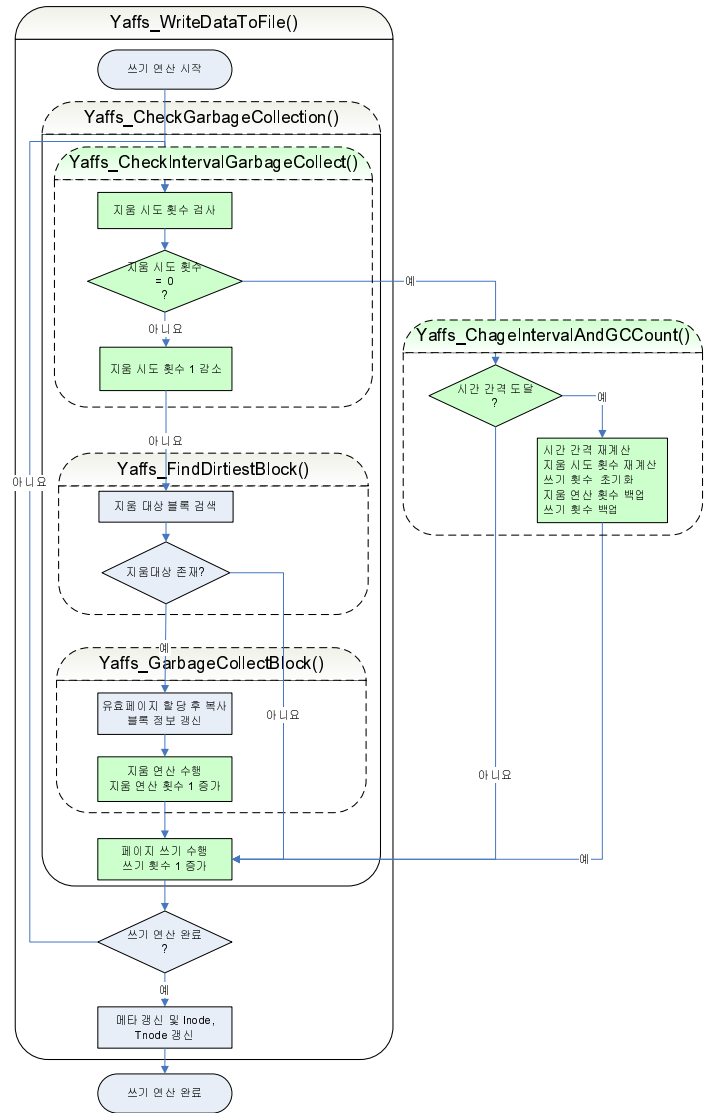 Yaffs_WriteDataToFile()
쓰기 연산 시작
Yaffs_CheckGarbageCollection()
Yaffs_CheckIntervalGarbageCollect()
지움 시도 횟수 검사
지움 시도 횟수
= 0
?
예
아니요
지움 시도 횟수 1 감소
Yaffs_ChageIntervalAndGCCount()
시간 간격 도달
?
예
시간 간격 재계산
지움 시도 횟수 재계산
쓰기 횟수 초기화
지움 연산 횟수 백업
쓰기 횟수 백업
아니요
Yaffs_FindDirtiestBlock()
아니요
지움 대상 블록 검색
지움대상 존재?
예
Yaffs_GarbageCollectBlock()
유효페이지 할당 후 복사
블록 정보 갱신
아니요
지움 연산 수행
지움 연산 횟수 1 증가
아니요
페이지 쓰기 수행
쓰기 횟수 1 증가
예
쓰기 연산 완료
?
예
메타 갱신 및 Inode,
Tnode 갱신
쓰기 연산 완료